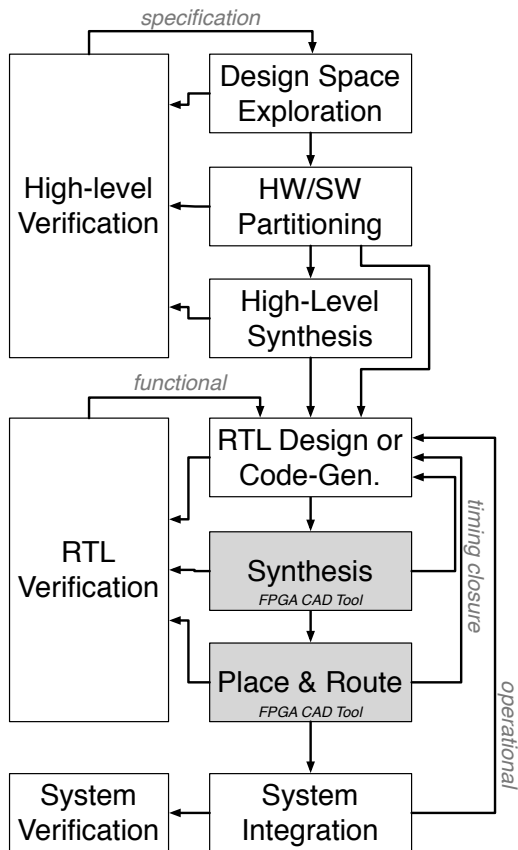 specification
Design Space
Exploration
High-level
Verification
HW/SW
Partitioning
High-Level
Synthesis
functional
RTL Design or
Code-Gen.
RTL
Verification
Synthesis
FPGA CAD Tool
timing closure
Place & Route
FPGA CAD Tool
operational
System
Verification
System
Integration